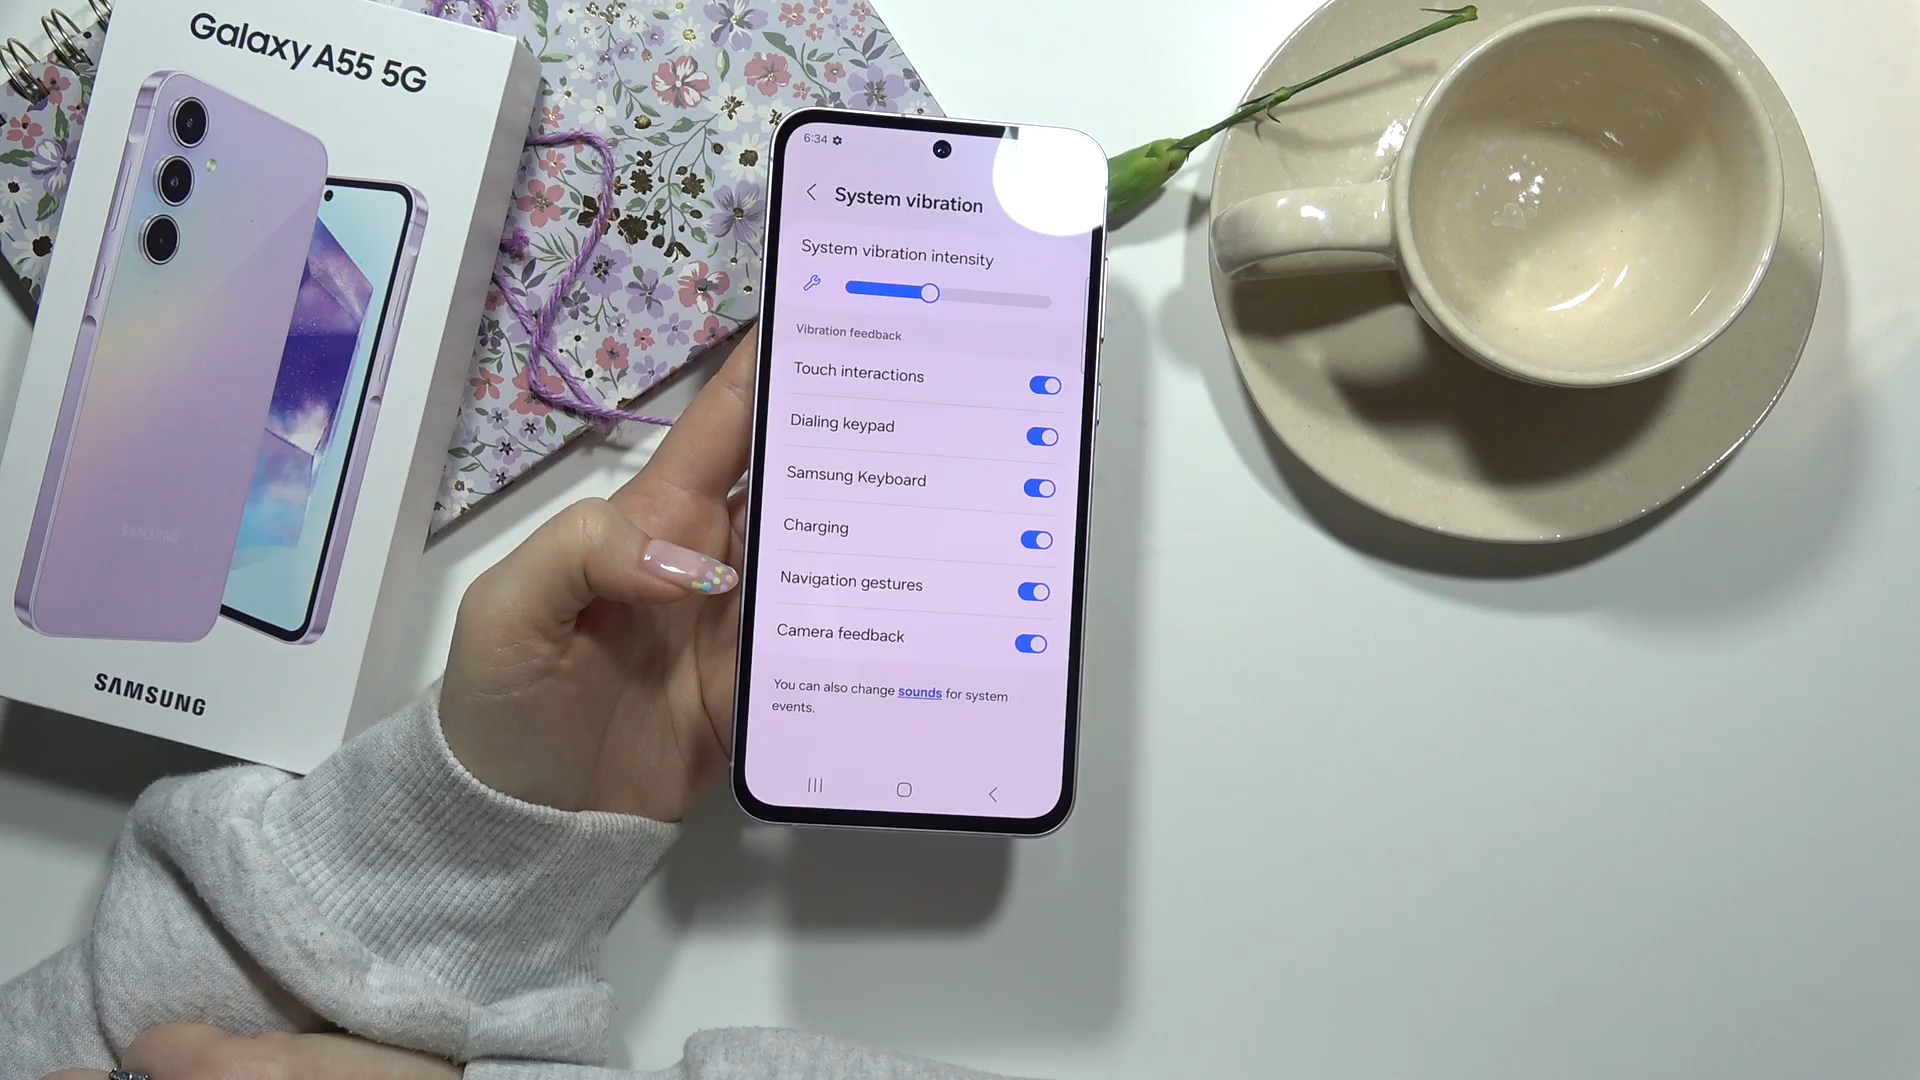 Galaxy A55 5G
SAMSUNG
SAMSUNG
6:34
System vibration
System vibration intensity
Vibration feedback
Touch interactions
Dialing keypad
Samsung Keyboard
Charging
Navigation gestures
Camera feedback
You can also change sounds for system
events.